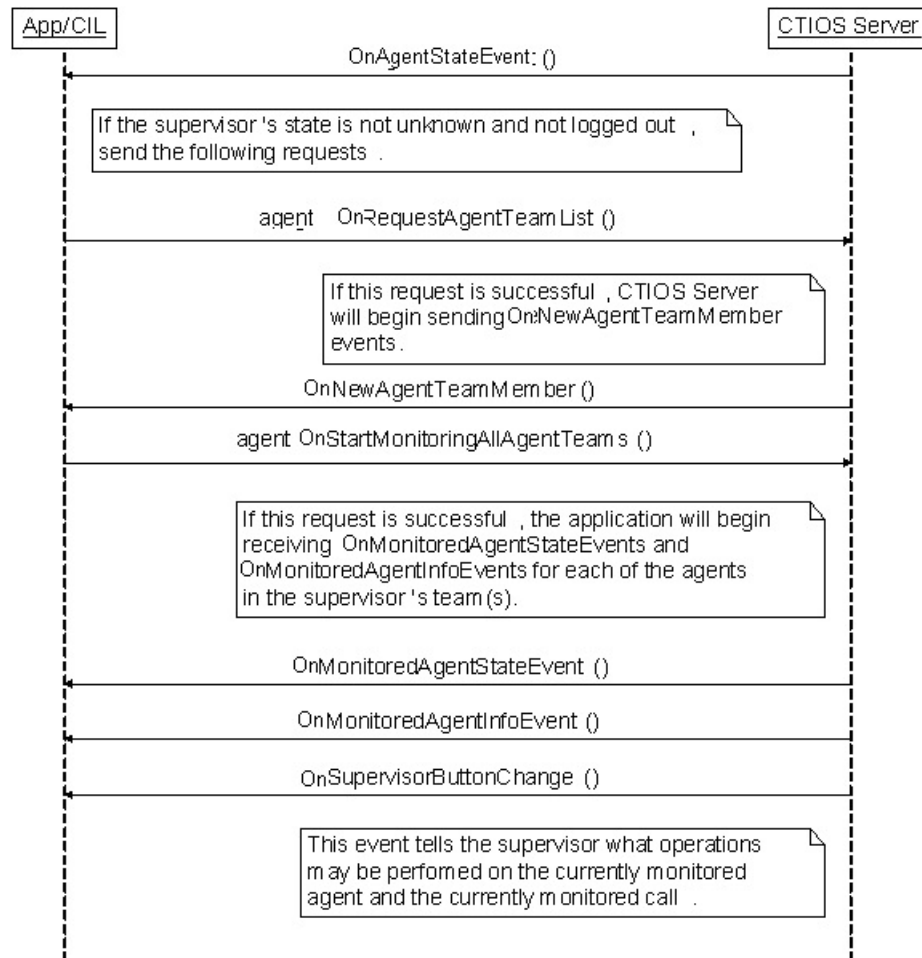 App/CIL
CTIOS Server
OnAgentStateEvent: ()
If the supervisor's state is not unknown and not logged out ,
send the following requests .
agent OnRequestAgentTeamList ()
If this request is successful , CTIOS Server
will begin sending OnNewAgentTeamMember
events.
OnNewAgentTeamMember ()
agent OnStartMonitoringAllAgentTeams ()
If this request is successful , the application will begin
receiving OnMonitoredAgentStateEvents and
OnMonitoredAgentInfoEvents for each of the agents
in the supervisor's team(s).
OnMonitoredAgentStateEvent ()
OnMonitoredAgentInfoEvent ()
OnSupervisorButtonChange ()
This event tells the supervisor what operations
may be perfomed on the currently monitored
agent and the currently monitored call .